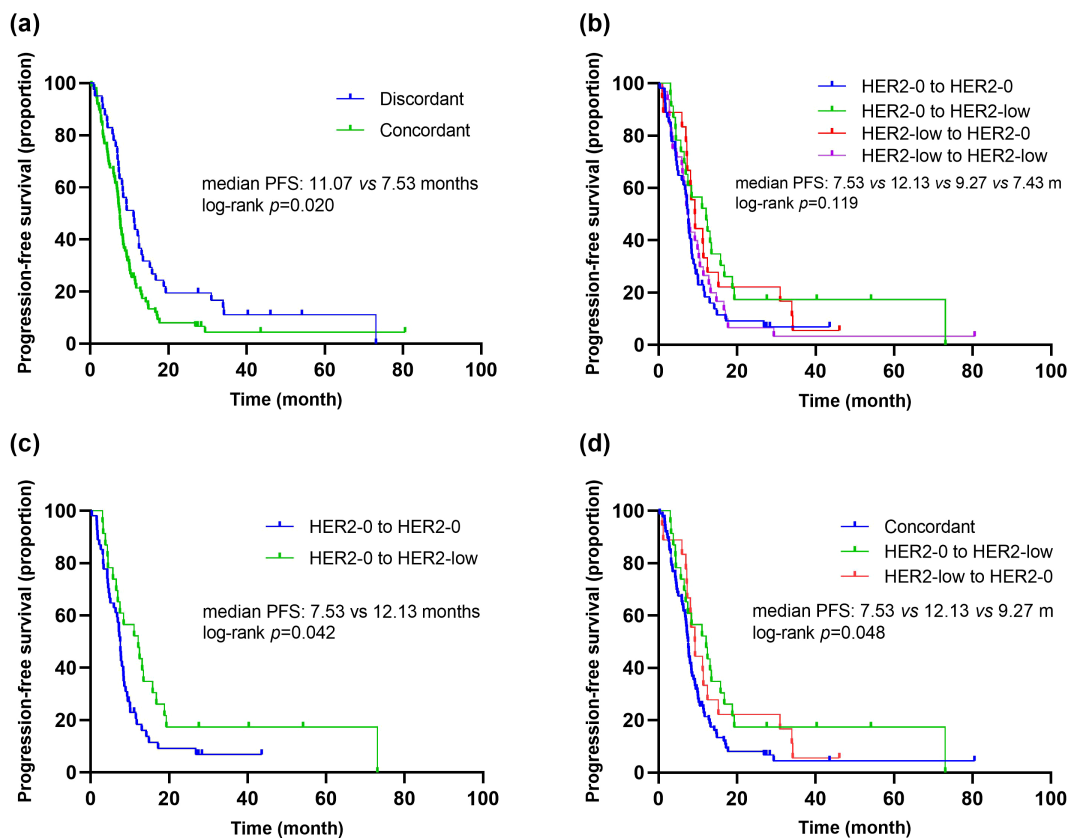 (a)
Progression-free survival (proportion)
100
80
60
40
20
0
0 20 40 60 80 100
Time (month)
Discordant
Concordant
median PFS: 11.07 vs 7.53 months
log-rank p=0.020
(b)
Progression-free survival (proportion)
100
80
60
40
20
0
0 20 40 60 80 100
Time (month)
HER2-0 to HER2-0
HER2-0 to HER2-low
HER2-low to HER2-0
HER2-low to HER2-low
median PFS: 7.53 vs 12.13 vs 9.27 vs 7.43 m
log-rank p=0.119
(c)
Progression-free survival (proportion)
100
80
60
40
20
0
0 20 40 60 80 100
Time (month)
HER2-0 to HER2-0
HER2-0 to HER2-low
median PFS: 7.53 vs 12.13 months
log-rank p=0.042
(d)
Progression-free survival (proportion)
100
80
60
40
20
0
0 20 40 60 80 100
Time (month)
Concordant
HER2-0 to HER2-low
HER2-low to HER2-0
median PFS: 7.53 vs 12.13 vs 9.27 m
log-rank p=0.048